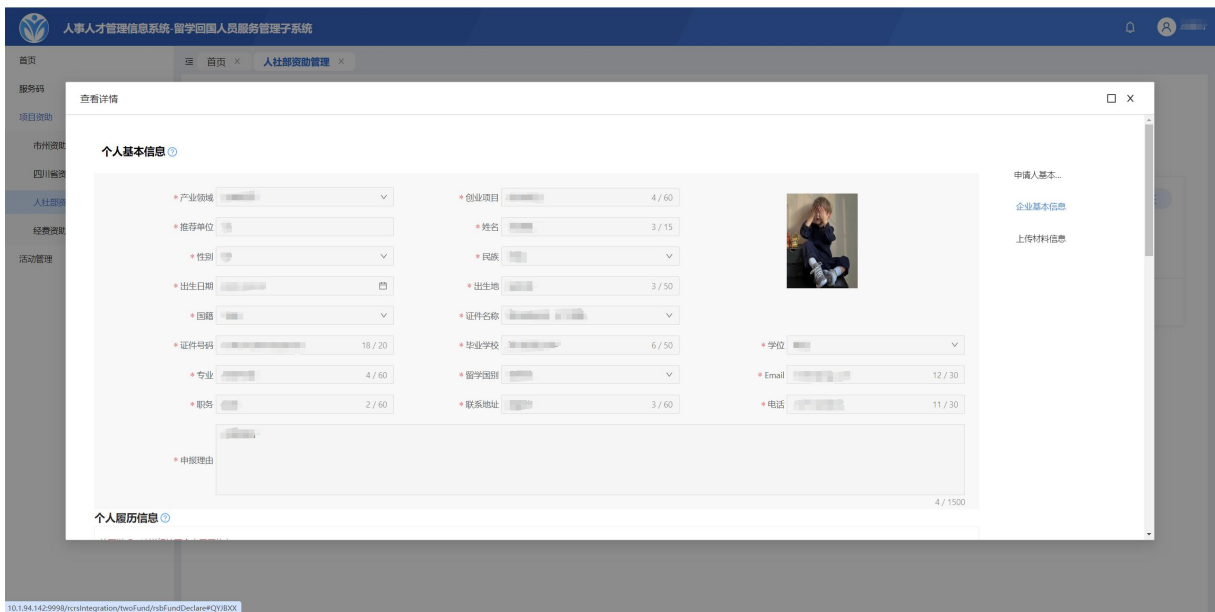 人事人才管理信息系统-留学回国人员服务管理子系统
首页
首页 ×
人社部资助管理 ×
服务码
项目资助
市州资助
四川省资
人社部资
经费资助
活动管理
查看详情
个人基本信息
申请人基本...
企业基本信息
上传材料信息
* 产业领域
* 创业项目 4 / 60
* 推荐单位
* 姓名 3 / 15
* 性别
* 民族
* 出生日期
* 出生地 3 / 50
* 国籍
* 证件名称
* 证件号码 18 / 20
* 毕业学校 6 / 50
* 学位
* 专业 4 / 60
* 留学国别
* Email 12 / 30
* 职务 2 / 60
* 联系地址 3 / 60
* 电话 11 / 30
* 申报理由
4 / 1500
个人履历信息
10.1.94.142:9998/rcrsIntegration/twoFund/rsbFundDeclare#QYJBXX